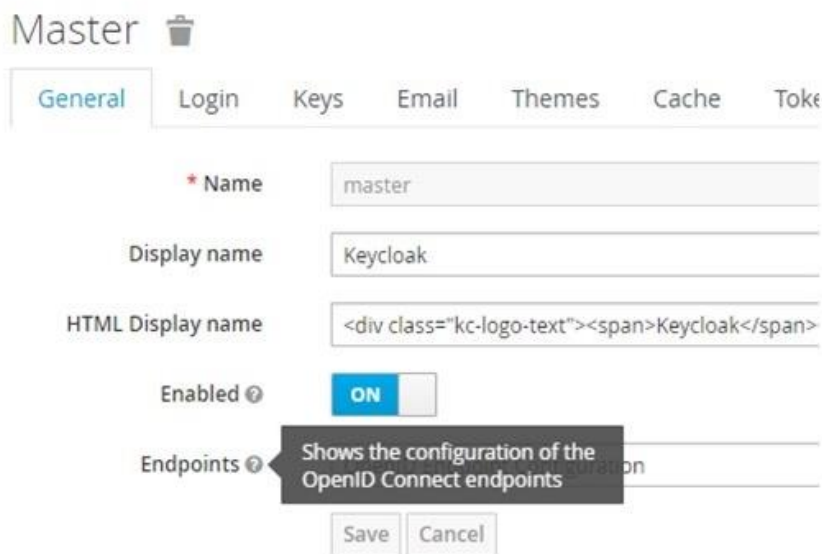 Master
General Login Keys Email Themes Cache Toke
* Name master
Display name Keycloak
HTML Display name <div class="kc-logo-text"><span>Keycloak</span>
Enabled ON
Endpoints Shows the configuration of the
OpenID Connect endpoints
Save Cancel